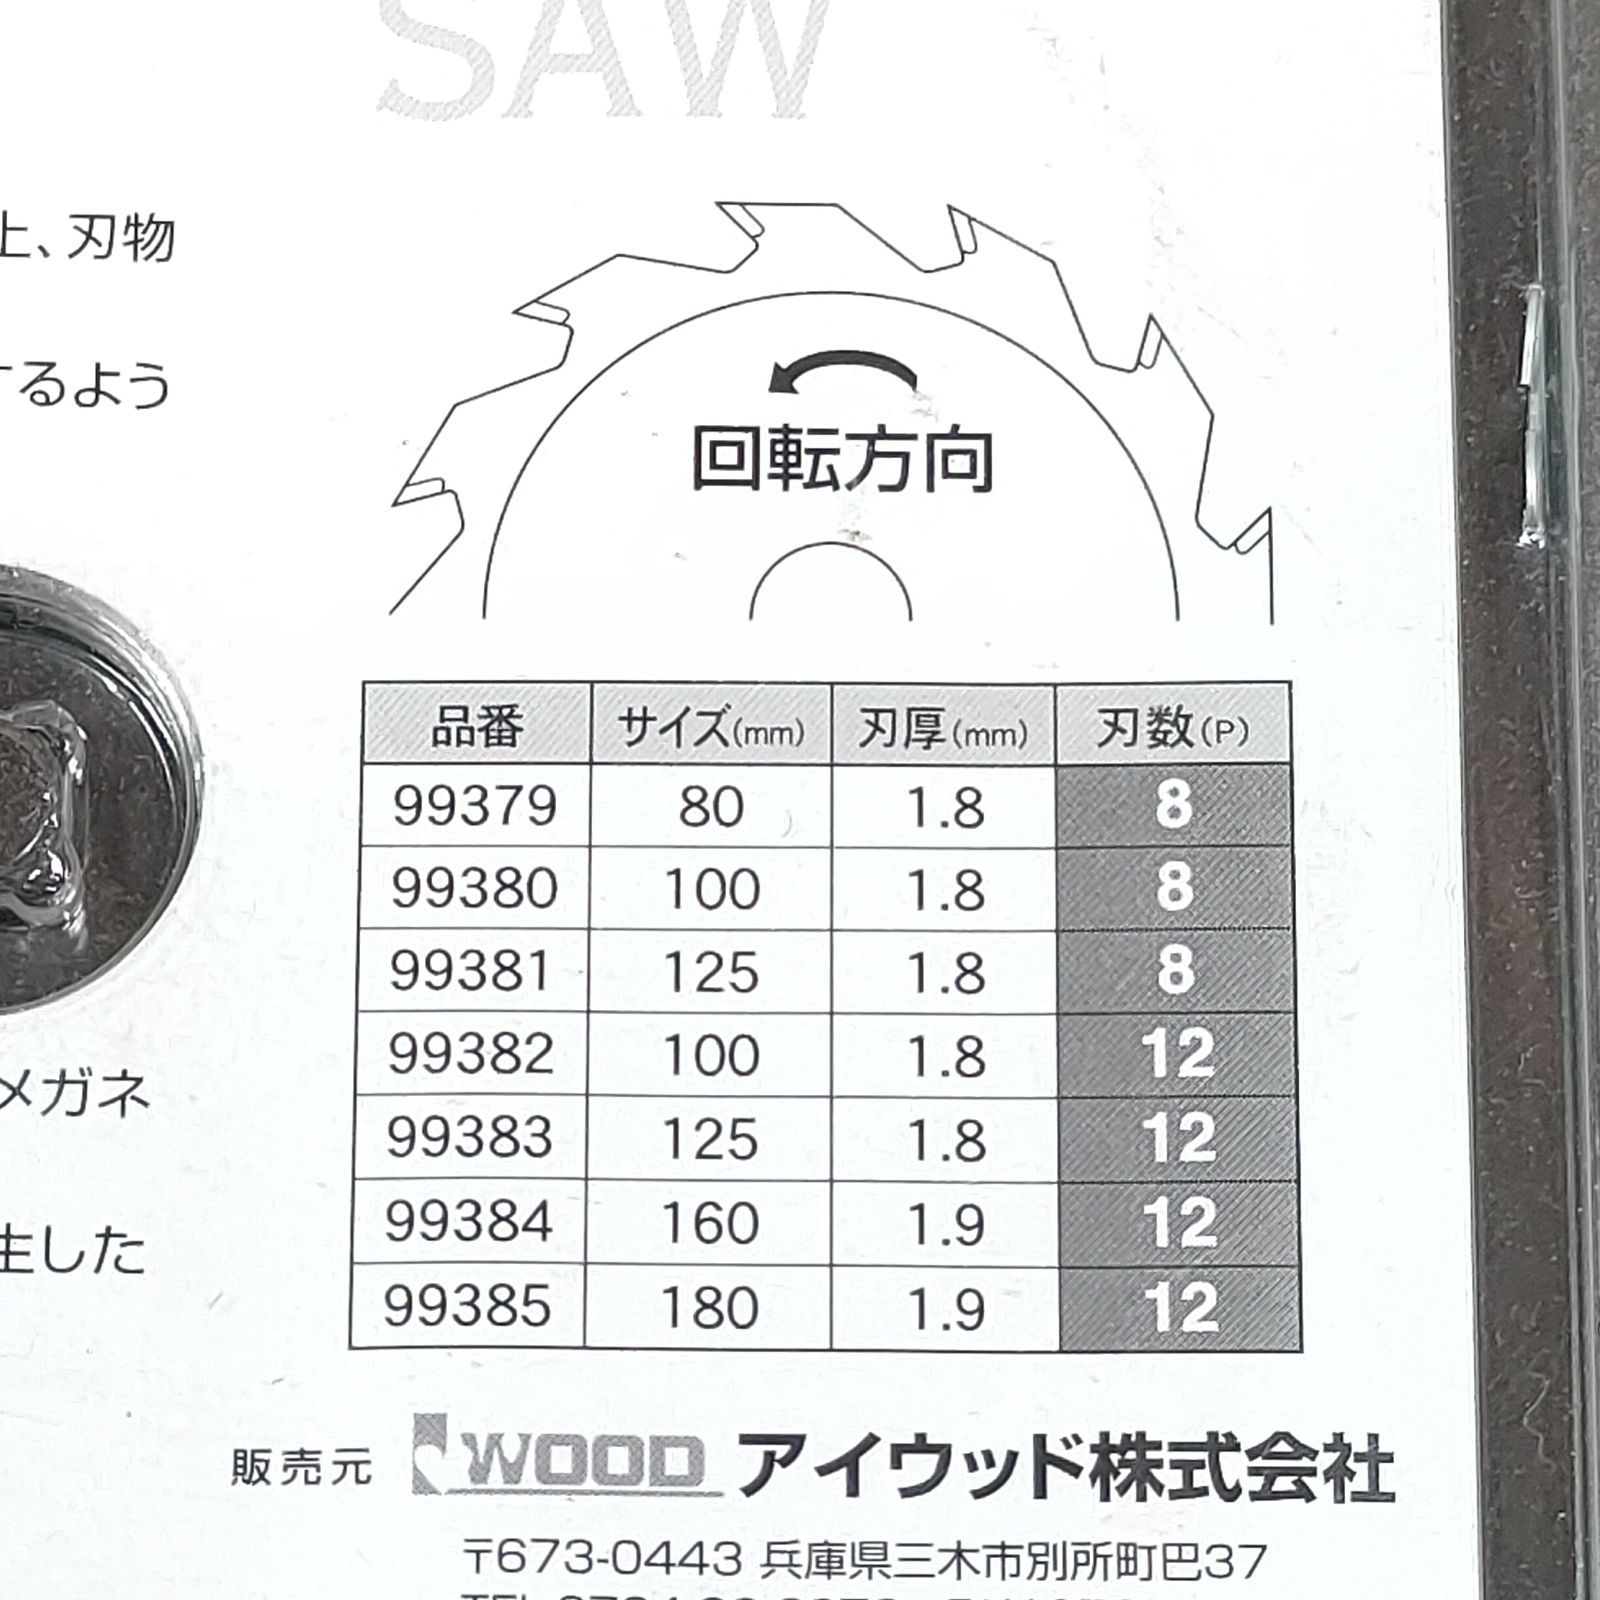 SAW
上、刃物
するよう
回転方向
品番 サイズ(mm) 刃厚(mm) 刃数(P)
99379 80 1.8 8
99380 100 1.8 8
99381 125 1.8 8
99382 100 1.8 12
99383 125 1.8 12
99384 160 1.9 12
99385 180 1.9 12
メガネ
生した
販売元 WOOD アイウッド株式会社
〒673-0443 兵庫県三木市別所町巴37